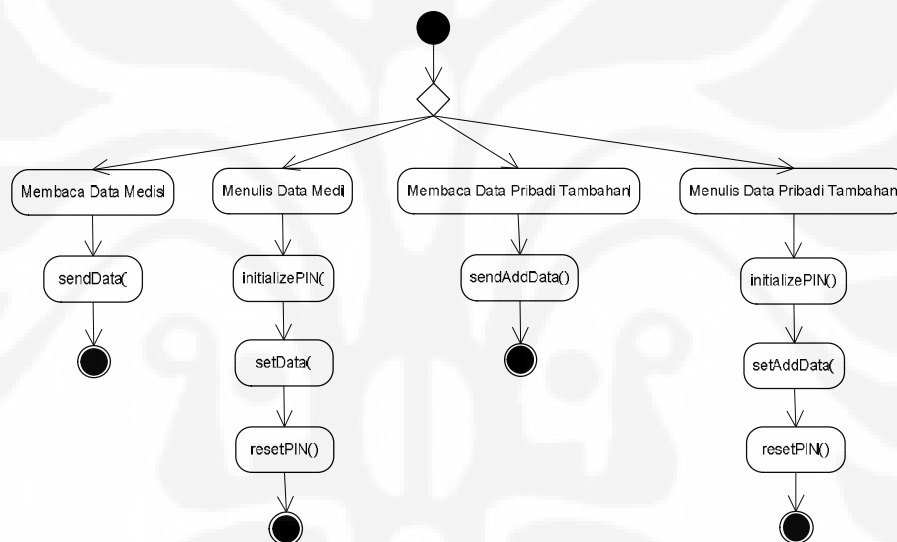 Membaca Data Medis
Menulis Data Medi
Membaca Data Pribadi Tambahan
Menulis Data Pribadi Tambahan
sendData(
initializePIN(
sendAddData()
initializePIN()
setData(
setAddData(
resetPIN()
resetPIN()